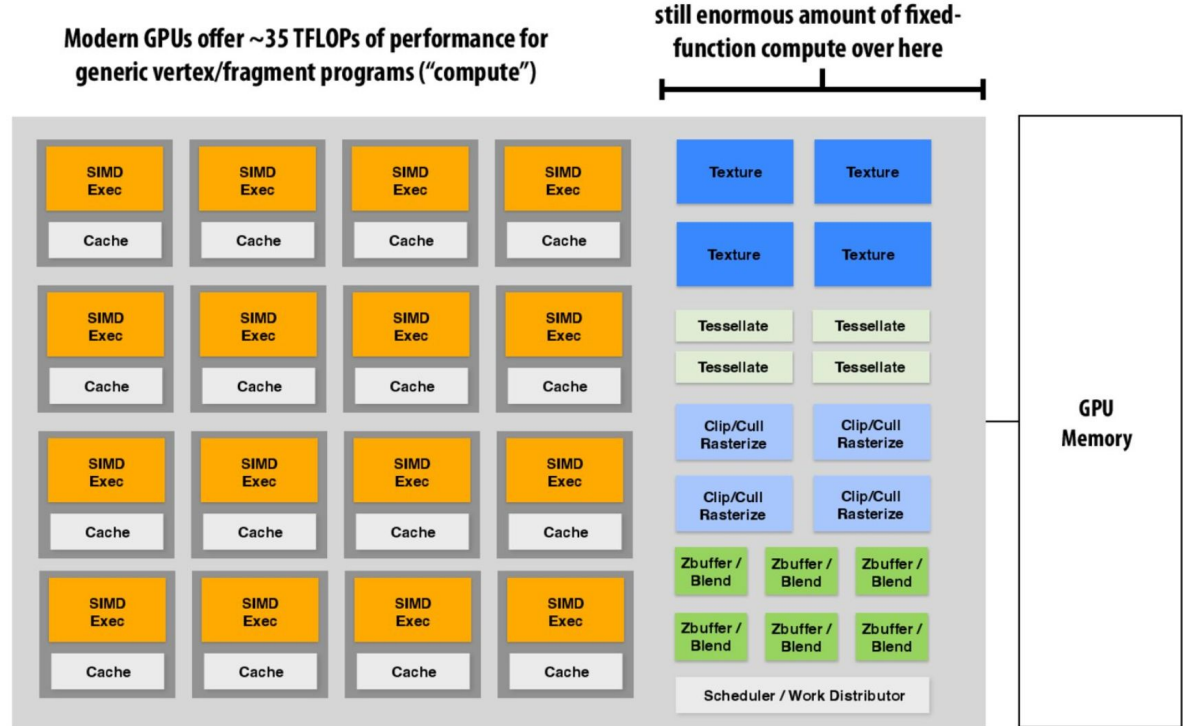 Modern GPUs offer ~35 TFLOPs of performance for
generic vertex/fragment programs (“compute”)
still enormous amount of fixed-
function compute over here
SIMD
Exec
Cache
SIMD
Exec
Cache
SIMD
Exec
Cache
SIMD
Exec
Cache
SIMD
Exec
Cache
SIMD
Exec
Cache
SIMD
Exec
Cache
SIMD
Exec
Cache
SIMD
Exec
Cache
SIMD
Exec
Cache
SIMD
Exec
Cache
SIMD
Exec
Cache
SIMD
Exec
Cache
SIMD
Exec
Cache
SIMD
Exec
Cache
SIMD
Exec
Cache
Texture
Texture
Texture
Texture
Tessellate
Tessellate
Tessellate
Tessellate
Clip/Cull
Rasterize
Clip/Cull
Rasterize
Clip/Cull
Rasterize
Clip/Cull
Rasterize
Zbuffer /
Blend
Zbuffer /
Blend
Zbuffer /
Blend
Zbuffer /
Blend
Zbuffer /
Blend
Zbuffer /
Blend
Scheduler / Work Distributor
GPU
Memory